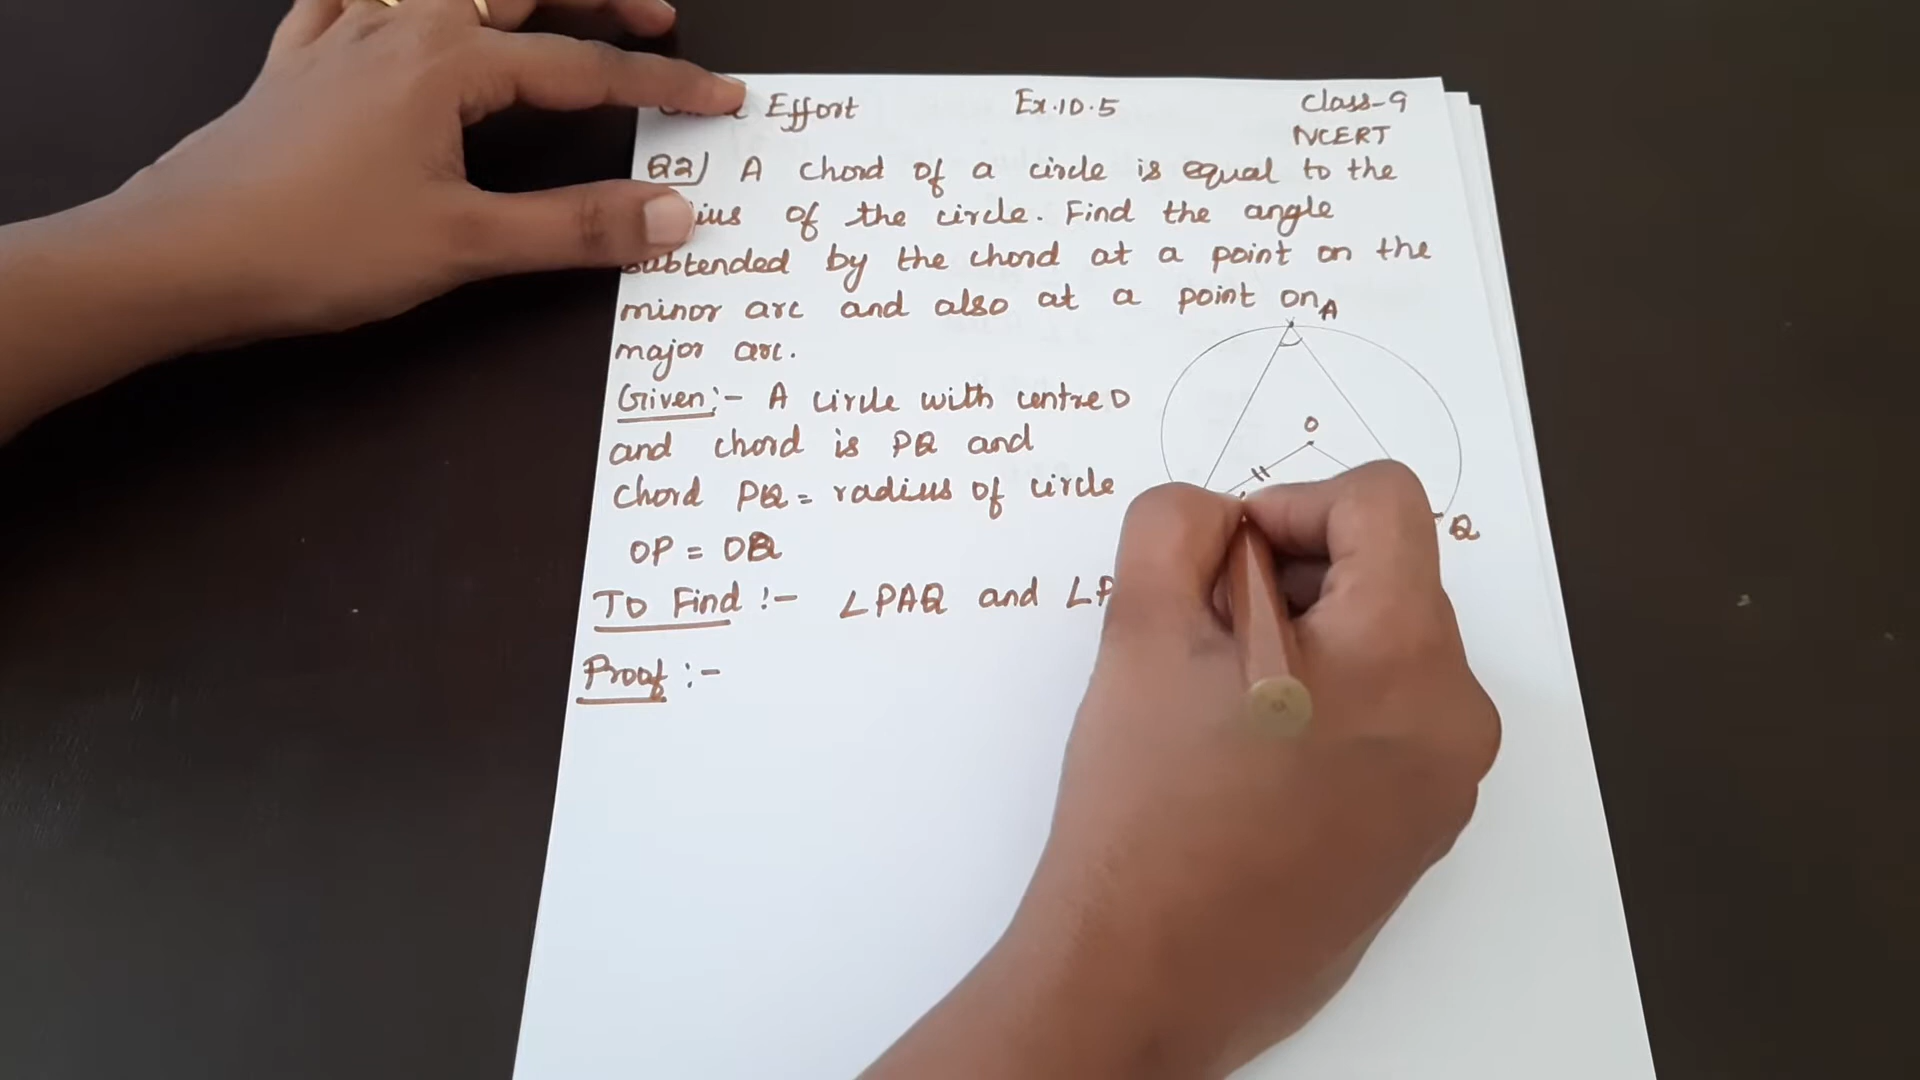 Effort Ex.10.5 Class-9
NCERT
Q2) A chord of a circle is equal to the
of the circle. Find the angle
subtended by the chord at a point on the
minor arc and also at a point on
major arc.
A
Given:- A circle with centre O
and chord is PQ and
O
chord PQ = radius of circle
Q
OP = OQ
To Find :- ∠PAQ and ∠P
Proof :-